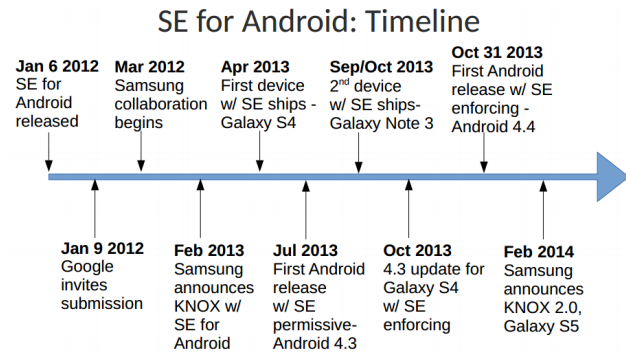 SE for Android: Timeline
Jan 6 2012
SE for
Android
released
Mar 2012
Samsung
collaboration
begins
Apr 2013
First device
w/ SE ships -
Galaxy S4
Sep/Oct 2013
2nd device
w/ SE ships-
Galaxy Note 3
Oct 31 2013
First Android
release w/ SE
enforcing -
Android 4.4
Jan 9 2012
Google
invites
submission
Feb 2013
Samsung
announces
KNOX w/
SE for
Android
Jul 2013
First Android
release
w/ SE
permissive-
Android 4.3
Oct 2013
4.3 update for
Galaxy S4
w/ SE
enforcing
Feb 2014
Samsung
announces
KNOX 2.0,
Galaxy S5